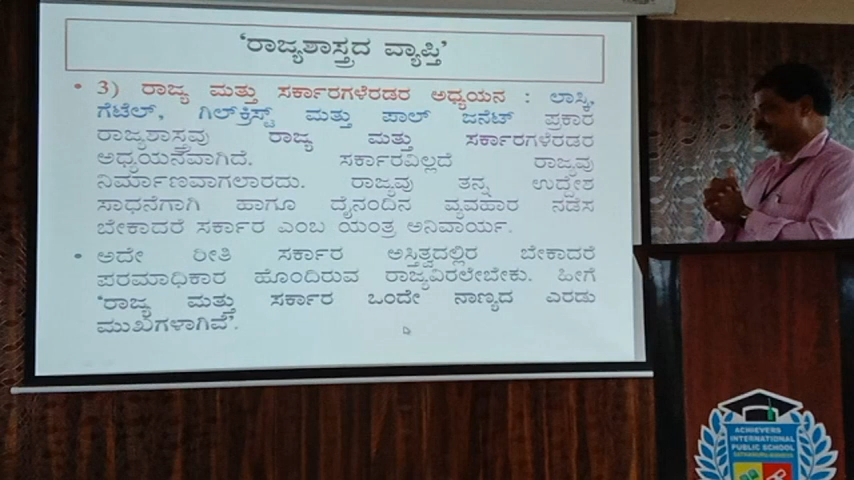 ‘ರಾಜ್ಯಶಾಸ್ತ್ರದ ವ್ಯಾಪ್ತಿ’
• 3) ರಾಜ್ಯ ಮತ್ತು ಸರ್ಕಾರಗಳೆರಡರ ಅಧ್ಯಯನ : ಲಾಸ್ಕಿ,
ಗೆಟೆಲ್, ಗಿಲ್‌ಕ್ರಿಸ್ಟ್ ಮತ್ತು ಪಾಲ್ ಜನೆಟ್ ಪ್ರಕಾರ
ರಾಜ್ಯಶಾಸ್ತ್ರವು ರಾಜ್ಯ ಮತ್ತು ಸರ್ಕಾರಗಳೆರಡರ
ಅಧ್ಯಯನವಾಗಿದೆ. ಸರ್ಕಾರವಿಲ್ಲದೆ ರಾಜ್ಯವು
ನಿರ್ಮಾಣವಾಗಲಾರದು. ರಾಜ್ಯವು ತನ್ನ ಉದ್ದೇಶ
ಸಾಧನೆಗಾಗಿ ಹಾಗೂ ದೈನಂದಿನ ವ್ಯವಹಾರ ನಡೆಸ
ಬೇಕಾದರೆ ಸರ್ಕಾರ ಎಂಬ ಯಂತ್ರ ಅನಿವಾರ್ಯ.
• ಅದೇ ರೀತಿ ಸರ್ಕಾರ ಅಸ್ತಿತ್ವದಲ್ಲಿರ ಬೇಕಾದರೆ
ಪರಮಾಧಿಕಾರ ಹೊಂದಿರುವ ರಾಜ್ಯವಿರಲೇಬೇಕು. ಹೀಗೆ
‘ರಾಜ್ಯ ಮತ್ತು ಸರ್ಕಾರ ಒಂದೇ ನಾಣ್ಯದ ಎರಡು
ಮುಖಗಳಾಗಿವೆ’.
ACHIEVERS
INTERNATIONAL
PUBLIC SCHOOL